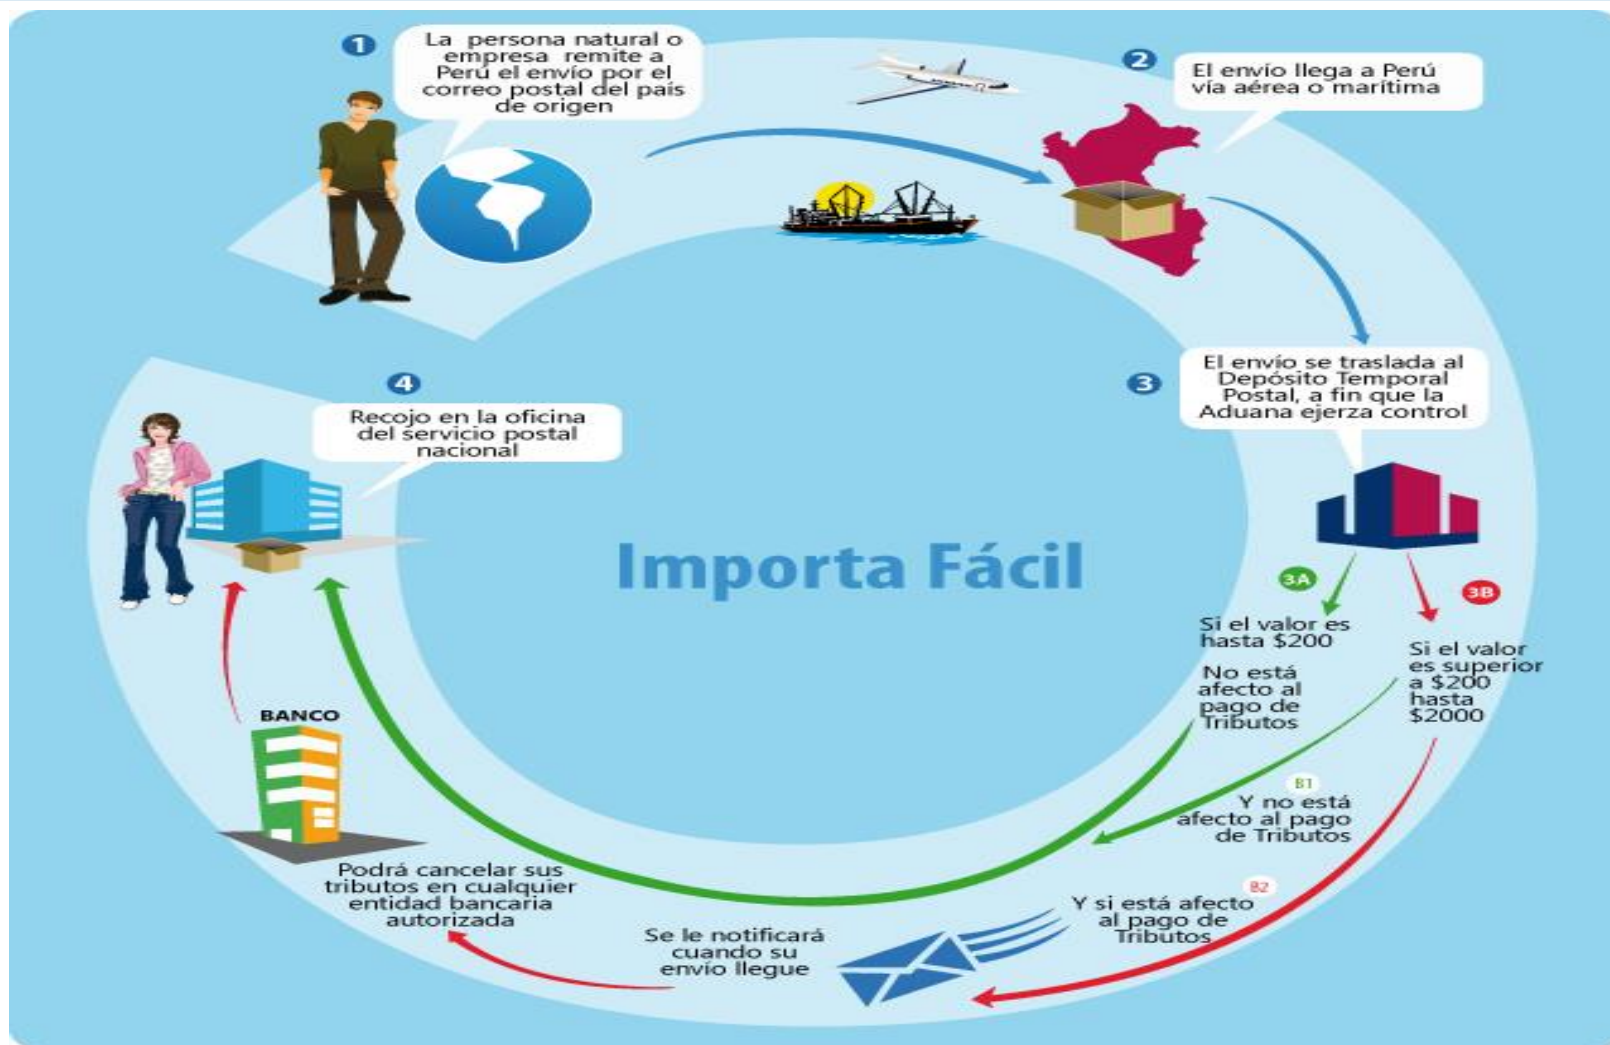 1
La persona natural o
empresa remite a
Perú el envío por el
correo postal del país
de origen
2
El envío llega a Perú
vía aérea o marítima
3
El envío se traslada al
Depósito Temporal
Postal, a fin que la
Aduana ejerza control
3A
Si el valor es
hasta $200
No está
afecto al
pago de
Tributos
3B
Si el valor
es superior
a $200
hasta
$2000
B1
Y no está
afecto al pago
de Tributos
B2
Y si está afecto
al pago de
Tributos
Se le notificará
cuando su
envío llegue
Podrá cancelar sus
tributos en cualquier
entidad bancaria
autorizada
BANCO
4
Recojo en la oficina
del servicio postal
nacional
Importa Fácil